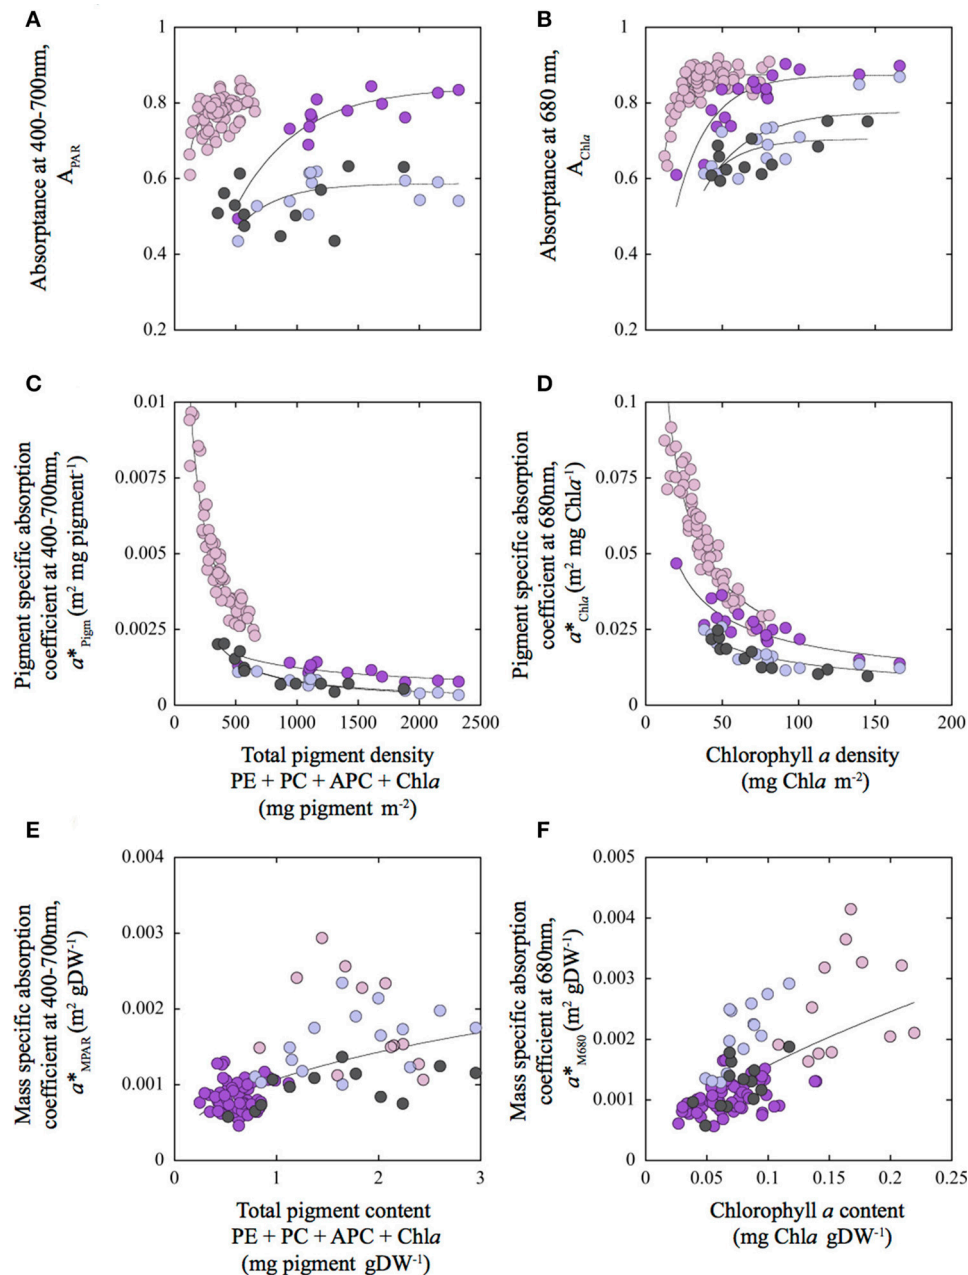 A
B
1
0.8
0.6
0.4
0.2
Absorptance at 400-700nm,
A_PAR
1
0.8
0.6
0.4
0.2
Absorptance at 680 nm,
A_Chla
C
D
0.01
0.0075
0.005
0.0025
0
Pigment specific absorption
coefficient at 400-700nm,
a*_Pigm (m² mg pigment⁻¹)
0 500 1000 1500 2000 2500
Total pigment density
PE + PC + APC + Chla
(mg pigment m⁻²)
0.1
0.075
0.05
0.025
0
Pigment specific absorption
coefficient at 680nm,
a*_Chla (m² mg Chla⁻¹)
0 50 100 150 200
Chlorophyll a density
(mg Chla m⁻²)
E
F
0.004
0.003
0.002
0.001
0
Mass specific absorption
coefficient at 400-700nm,
a*_MPAR (m² gDW⁻¹)
0 1 2 3
Total pigment content
PE + PC + APC + Chla
(mg pigment gDW⁻¹)
0.005
0.004
0.003
0.002
0.001
0
Mass specific absorption
coefficient at 680nm,
a*_M680 (m² gDW⁻¹)
0 0.05 0.1 0.15 0.2 0.25
Chlorophyll a content
(mg Chla gDW⁻¹)